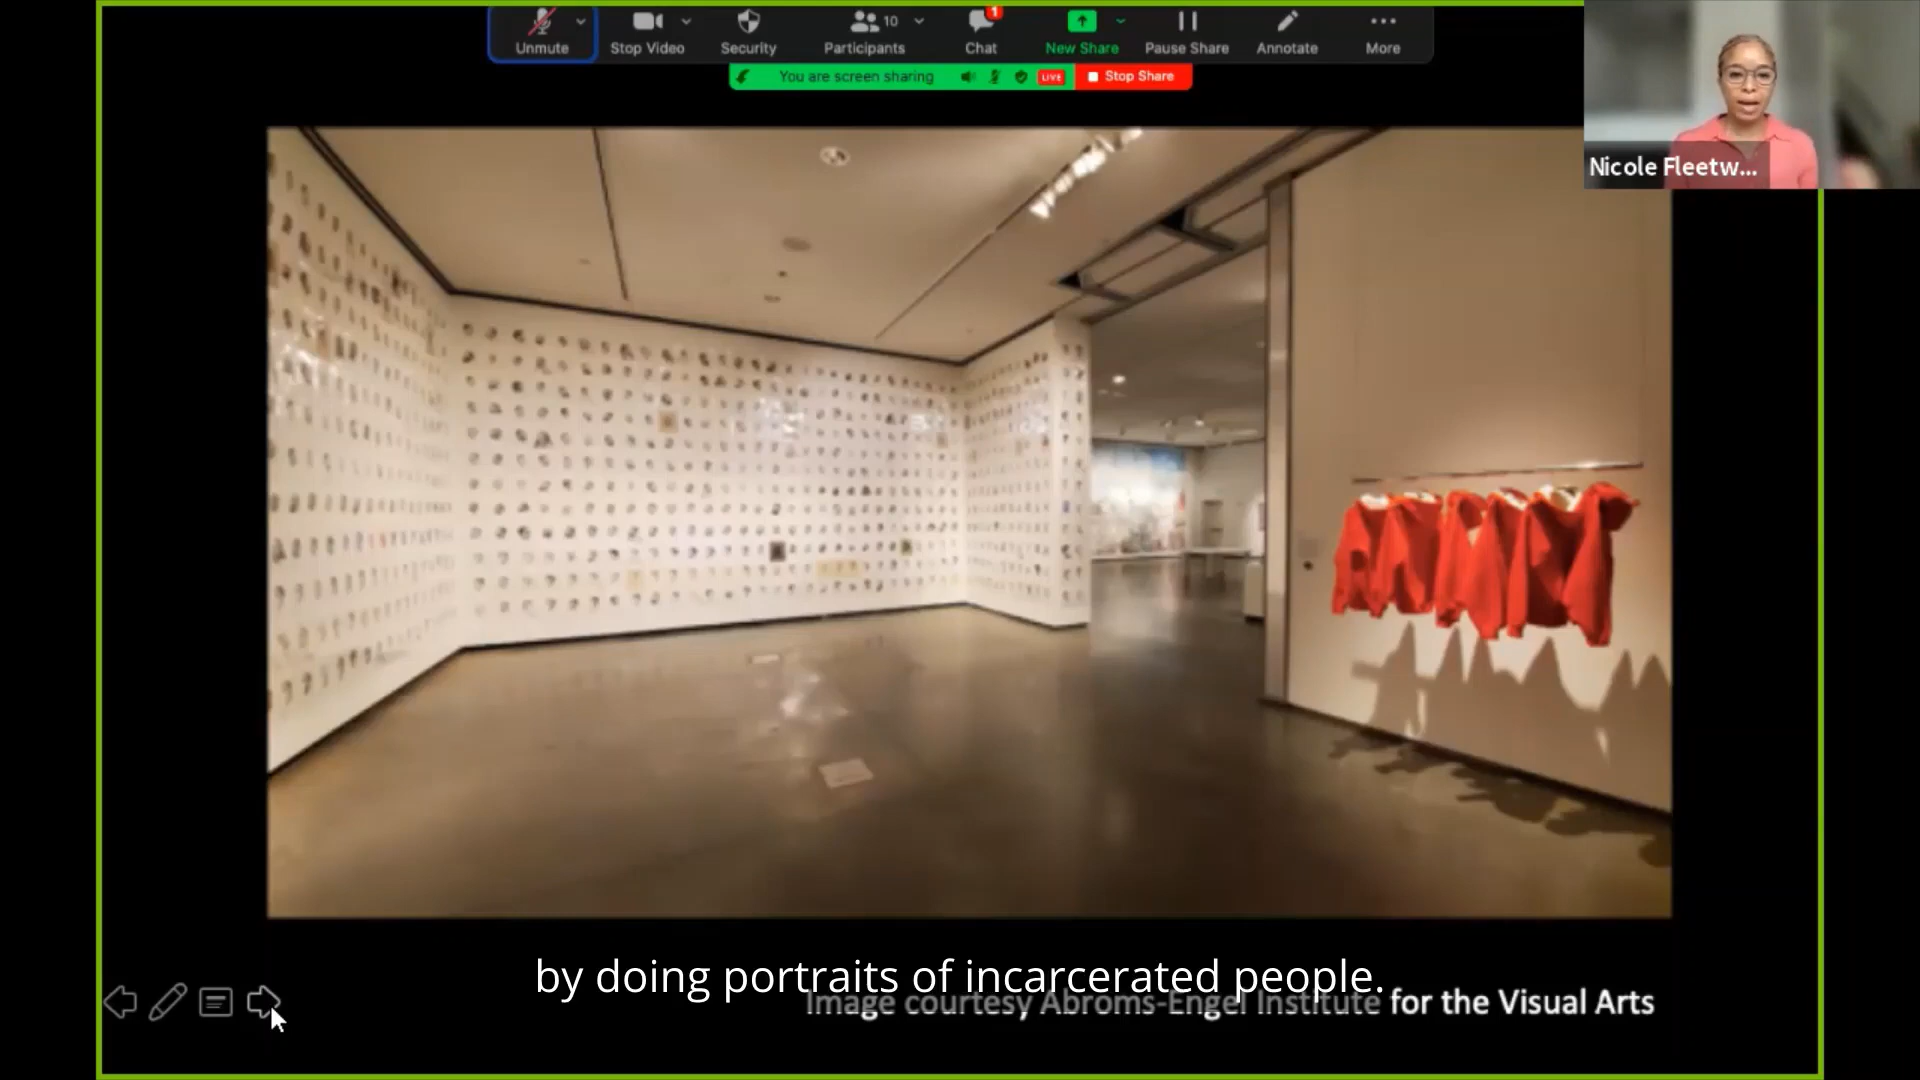 Unmute
Stop Video
Security
10
Participants
1
Chat
New Share
Pause Share
Annotate
More
You are screen sharing
LIVE
Stop Share
Nicole Fleetw...
by doing portraits of incarcerated people.
Image courtesy Abroms-Engel Institute for the Visual Arts